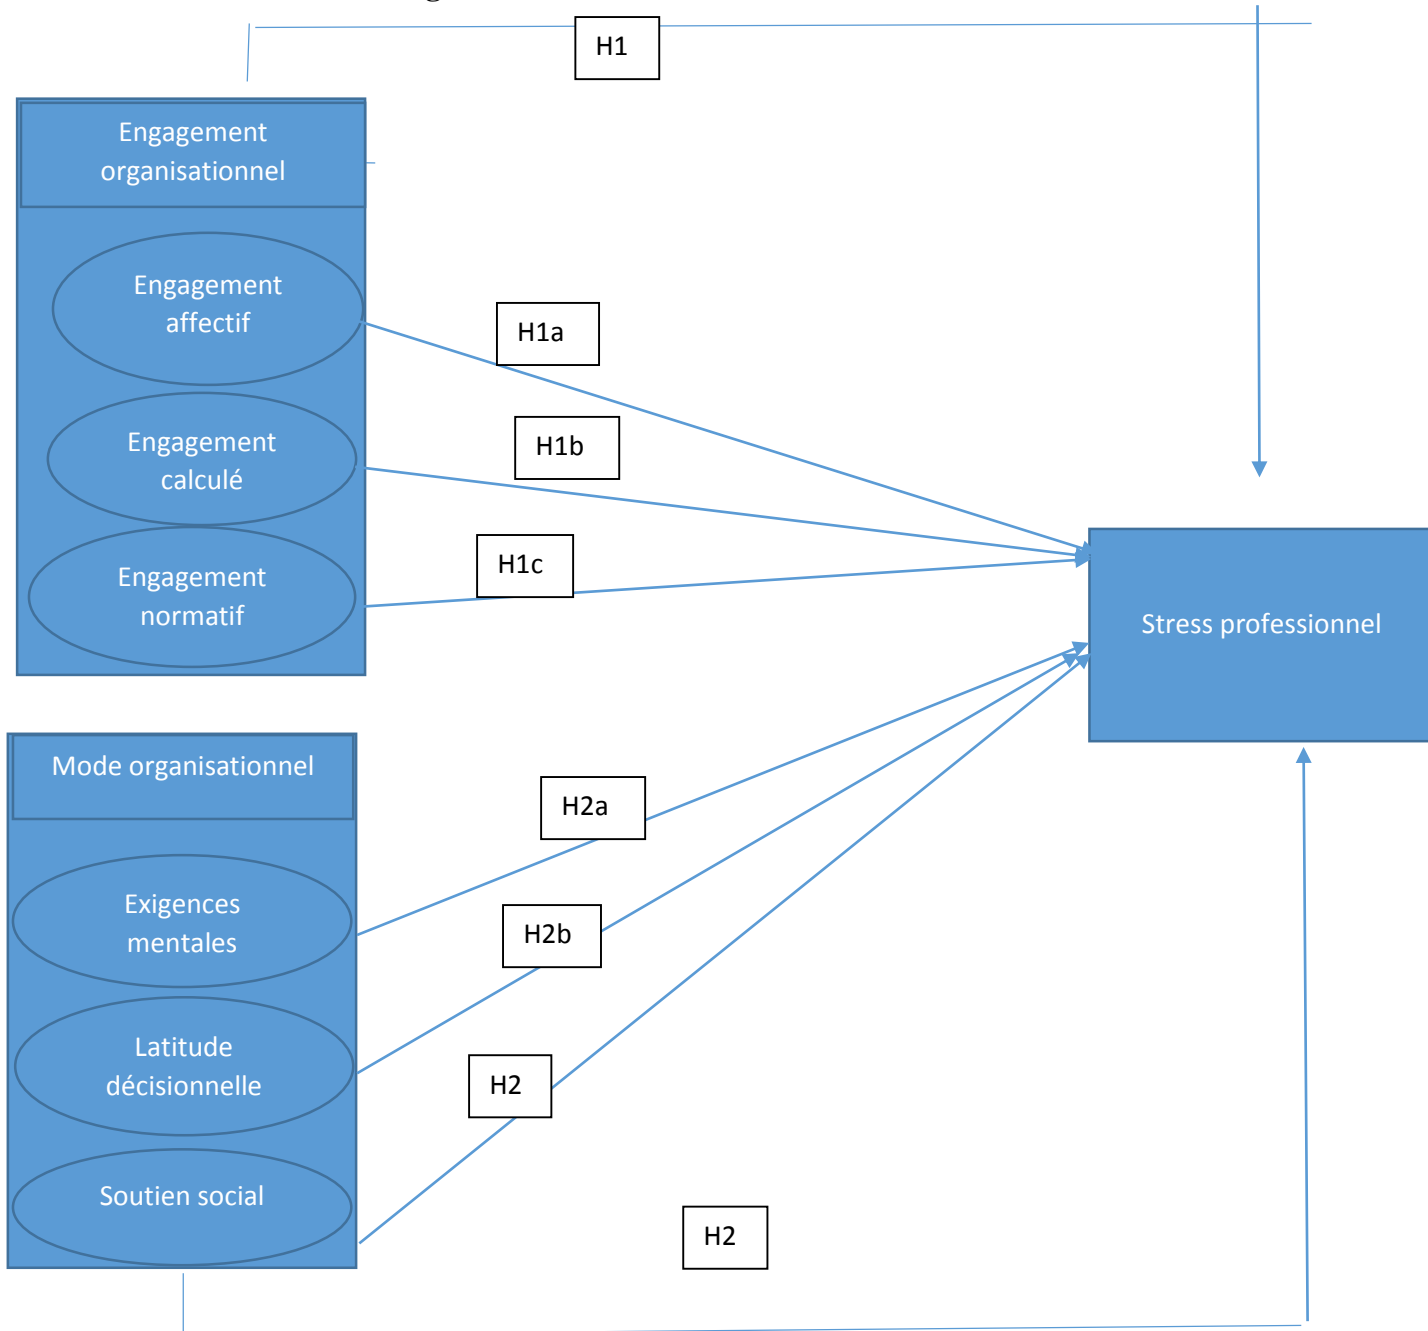 H1
Engagement
organisationnel
Engagement
affectif
H1a
Engagement
calculé
H1b
Engagement
normatif
H1c
Stress professionnel
Mode organisationnel
H2a
Exigences
mentales
H2b
Latitude
décisionnelle
H2
Soutien social
H2